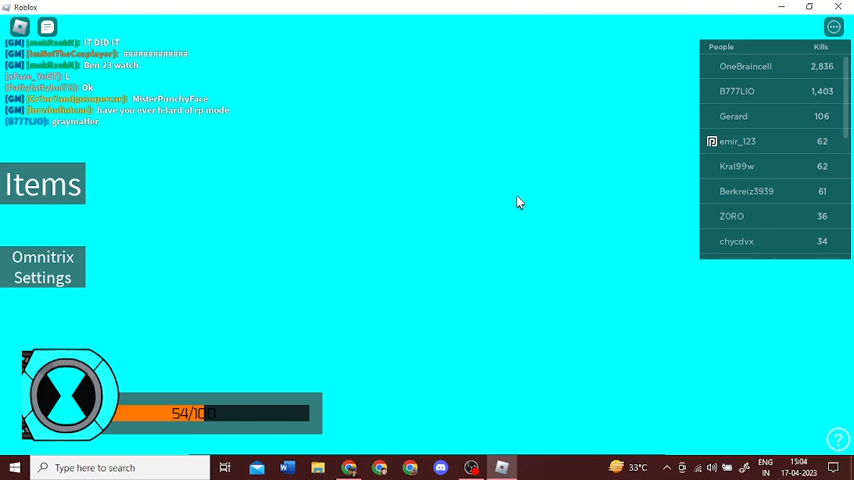 Roblox
IT DID IT
[GM] ############
[GM] Ben 23 watch
L
Ok
[GM] MisterPunchyFace
[GM] have you ever h3ard of rp mode
[B777LIO]: graymatter
Items
Omnitrix
Settings
54/100
People Kills
OneBraincell 2,836
B777LIO 1,403
Gerard 106
emir_123 62
Kral99w 62
Berkreiz3939 61
Z0RO 36
chycdvx 34
?
Type here to search
33°C
ENG
IN
15:04
17-04-2023